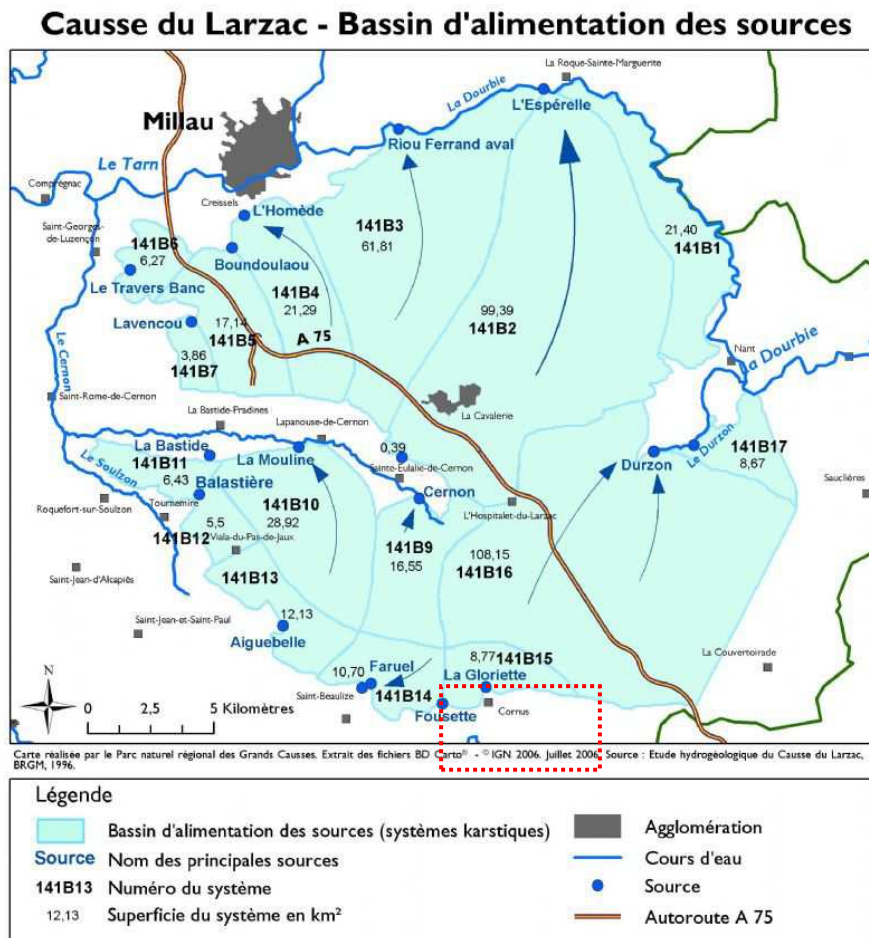 Causse du Larzac - Bassin d'alimentation des sources
La Roque-Sainte-Marguerite
La Dourbie
L'Espérelle
Millau
Riou Ferrand aval
Le Tarn
Comprégnac
Creissels
L'Homède
Saint-Georges-
de-Luzençon
141B6
6,27
141B3
61,81
21,40
141B1
Boundoulaou
Le Travers Banc
141B4
21,29
99,39
141B2
Lavencou
17,14
141B5
A 75
Le Cernon
3,86
141B7
Nant
La Dourbie
Saint-Rome-de-Cernon
La Bastide-Pradines
Lapanouse-de-Cernon
La Cavalerie
La Bastide
La Mouline
0,39
Sainte-Eulalie-de-Cernon
Durzon
Le Durzon
141B17
8,67
Le Soulzon
141B11
6,43
Balastière
Cernon
Sauclières
Roquefort-sur-Soulzon
Tournemire
141B10
28,92
L'Hospitalet-du-Larzac
5,5
141B12
Viala-du-Pas-de-Jaux
141B9
16,55
108,15
141B16
Saint-Jean-d'Alcapiès
141B13
Saint-Jean-et-Saint-Paul
12,13
Aiguebelle
La Couvertoirade
8,77 141B15
10,70
Faruel
La Gloriette
N
Saint-Beaulize
141B14
Fousette
Cornus
0 2,5 5 Kilomètres
Carte réalisée par le Parc naturel régional des Grands Causses. Extrait des fichiers BD Carto® - © IGN 2006. Juillet 2006 Source : Etude hydrogéologique du Causse du Larzac,
BRGM, 1996.
Légende
Bassin d'alimentation des sources (systèmes karstiques)
Agglomération
Source Nom des principales sources
Cours d'eau
141B13 Numéro du système
Source
12,13 Superficie du système en km²
Autoroute A 75